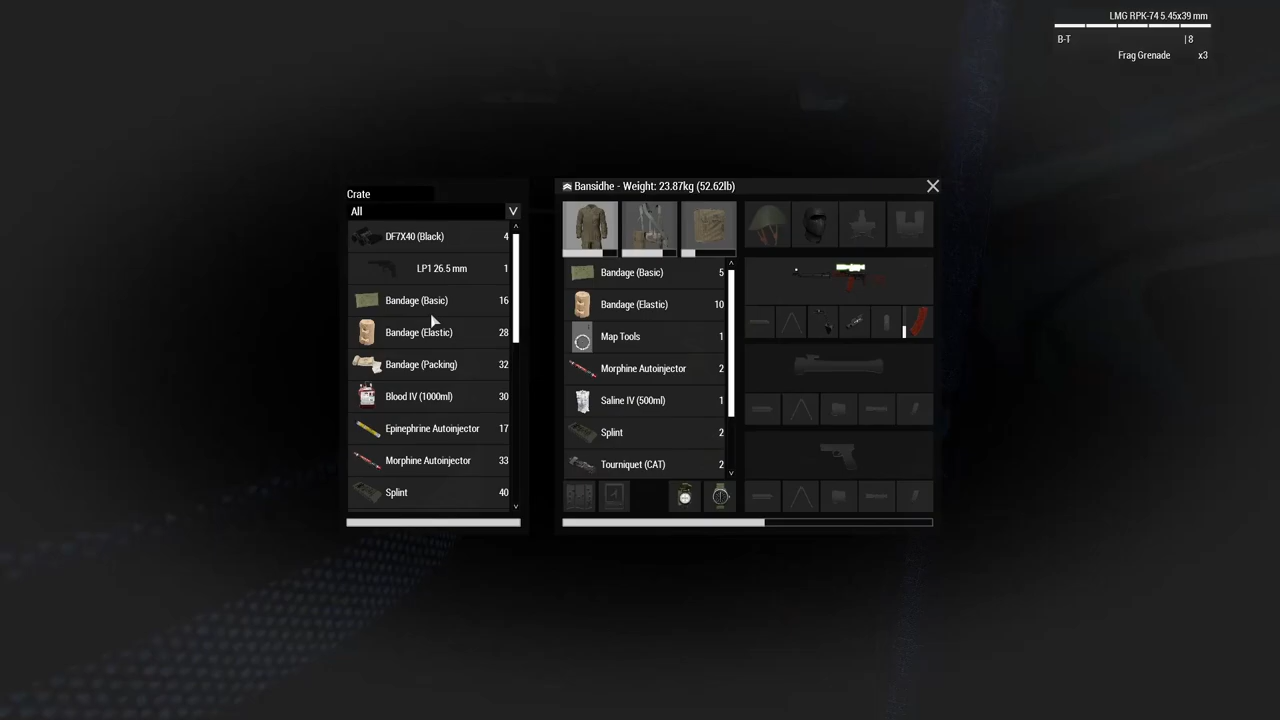 LMG RPK-74 5.45x39 mm
B-T | 8
Frag Grenade x3
Crate
All
DF7X40 (Black) 4
LP1 26.5 mm 1
Bandage (Basic) 16
Bandage (Elastic) 28
Bandage (Packing) 32
Blood IV (1000ml) 30
Epinephrine Autoinjector 17
Morphine Autoinjector 33
Splint 40
Bansidhe - Weight: 23.87kg (52.62lb)
Bandage (Basic) 5
Bandage (Elastic) 10
Map Tools 1
Morphine Autoinjector 2
Saline IV (500ml) 1
Splint 2
Tourniquet (CAT) 2